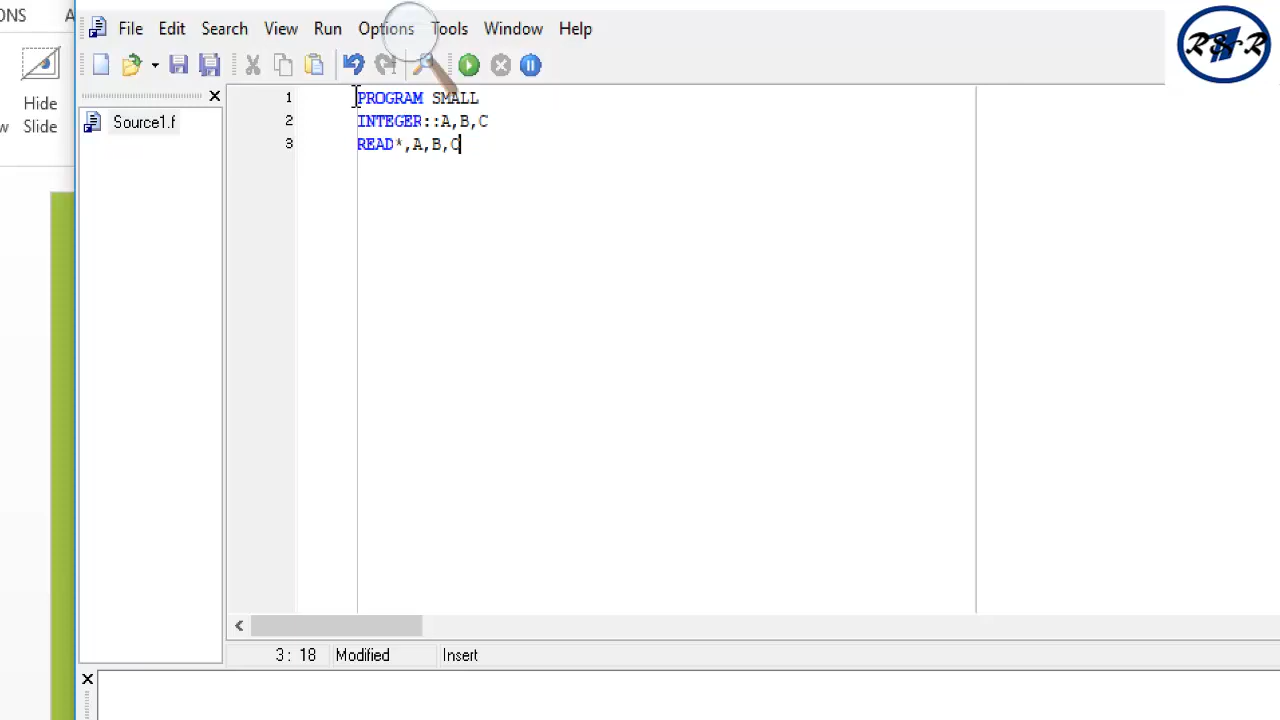 ONS A
File Edit Search View Run Options Tools Window Help
R&R
Hide
Slide
w
Source1.f
1 PROGRAM SMALL
2 INTEGER::A,B,C
3 READ*,A,B,C
3: 18 Modified Insert